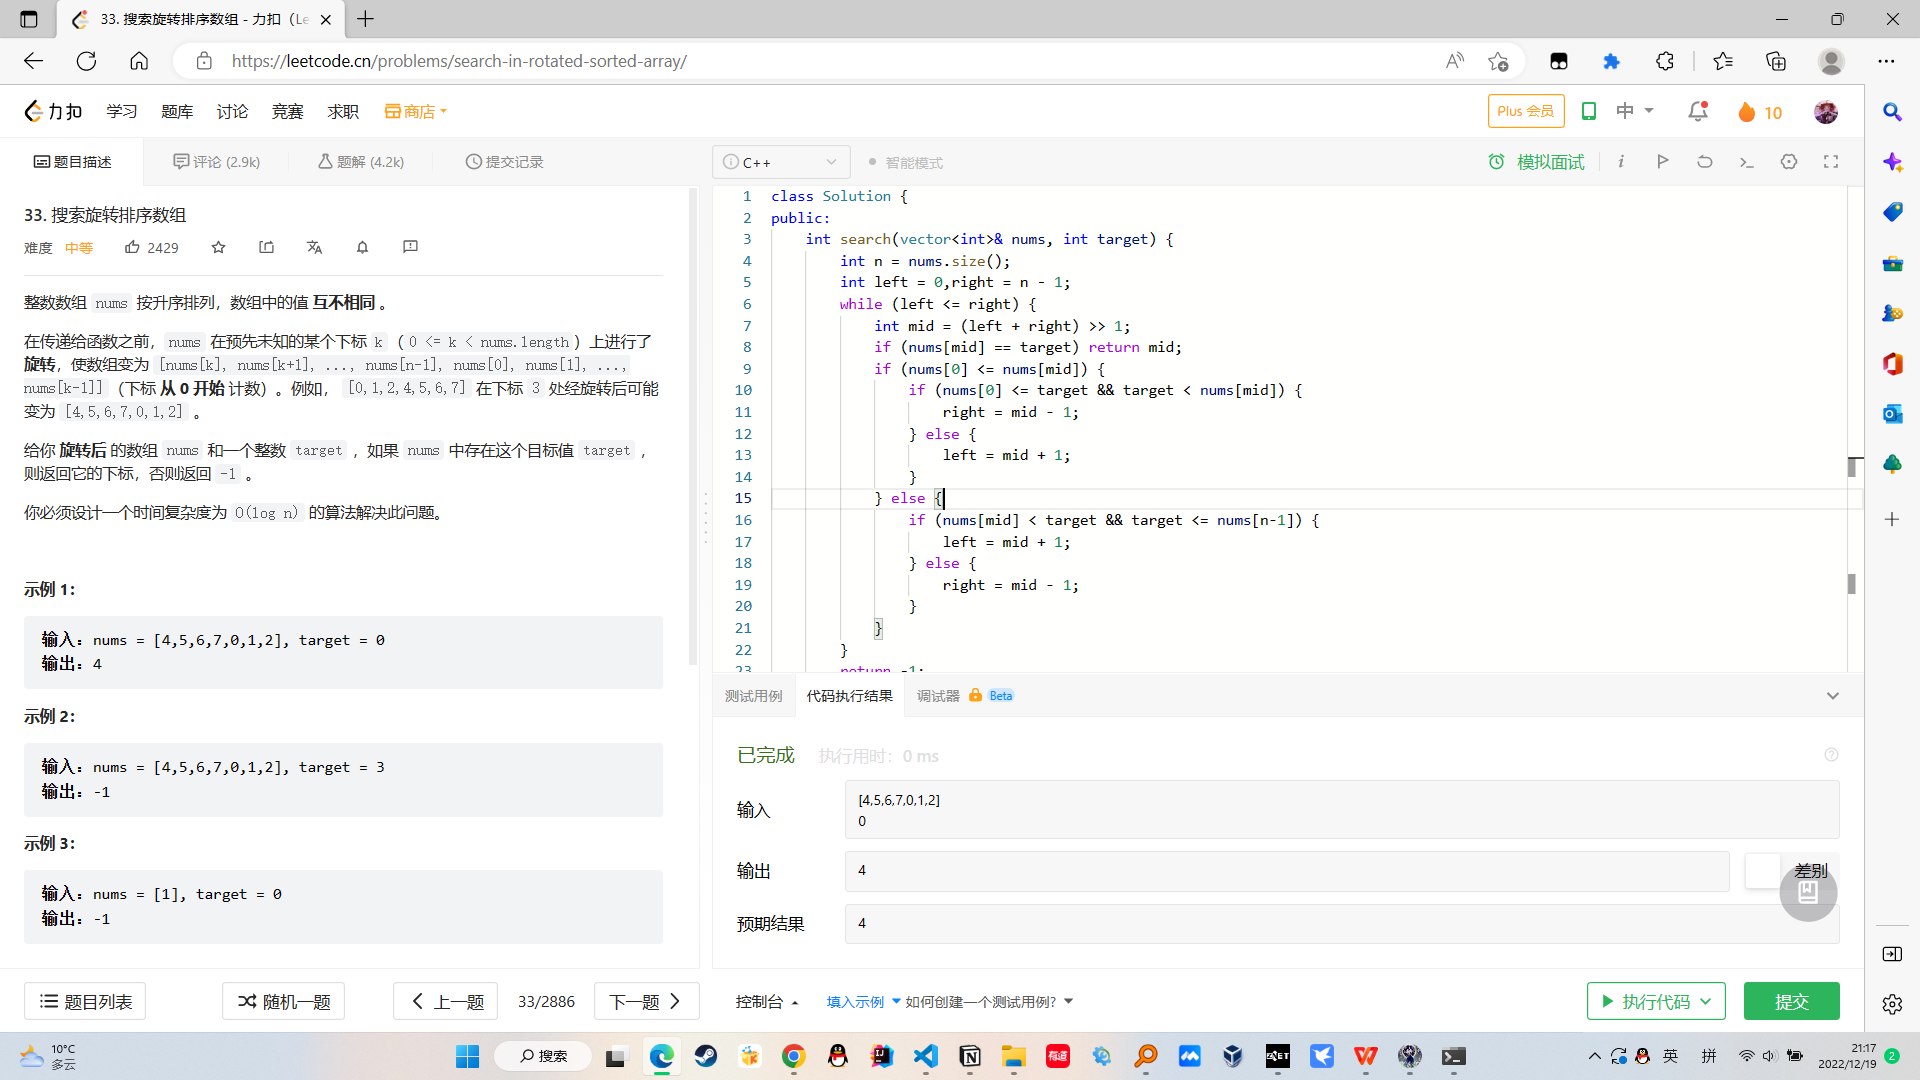 33. 搜索旋转排序数组 - 力扣（Le
https://leetcode.cn/problems/search-in-rotated-sorted-array/
力扣 学习 题库 讨论 竞赛 求职 商店 Plus 会员 中 10
题目描述 评论 (2.9k) 题解 (4.2k) 提交记录
33. 搜索旋转排序数组
难度 中等 2429
整数数组 nums 按升序排列，数组中的值 互不相同 。
在传递给函数之前，nums 在预先未知的某个下标 k（0 <= k < nums.length）上进行了
旋转，使数组变为 [nums[k], nums[k+1], ..., nums[n-1], nums[0], nums[1], ...,
nums[k-1]]（下标 从 0 开始 计数）。例如， [0,1,2,4,5,6,7] 在下标 3 处经旋转后可能
变为 [4,5,6,7,0,1,2] 。
给你 旋转后 的数组 nums 和一个整数 target ，如果 nums 中存在这个目标值 target ，
则返回它的下标，否则返回 -1 。
你必须设计一个时间复杂度为 O(log n) 的算法解决此问题。
示例 1：
输入：nums = [4,5,6,7,0,1,2], target = 0
输出：4
示例 2：
输入：nums = [4,5,6,7,0,1,2], target = 3
输出：-1
示例 3：
输入：nums = [1], target = 0
输出：-1
题目列表 随机一题 上一题 33/2886 下一题
C++ 智能模式 模拟面试
1 class Solution {
2 public:
3     int search(vector<int>& nums, int target) {
4         int n = nums.size();
5         int left = 0,right = n - 1;
6         while (left <= right) {
7             int mid = (left + right) >> 1;
8             if (nums[mid] == target) return mid;
9             if (nums[0] <= nums[mid]) {
10                 if (nums[0] <= target && target < nums[mid]) {
11                     right = mid - 1;
12                 } else {
13                     left = mid + 1;
14                 }
15             } else {
16                 if (nums[mid] < target && target <= nums[n-1]) {
17                     left = mid + 1;
18                 } else {
19                     right = mid - 1;
20                 }
21             }
22         }
23         return -1;
测试用例 代码执行结果 调试器 Beta
已完成 执行用时：0 ms
输入
[4,5,6,7,0,1,2]
0
输出 4 差别
预期结果 4
控制台 填入示例 如何创建一个测试用例? 执行代码 提交
10°C
多云
搜索
英 拼
21:17
2022/12/19
2